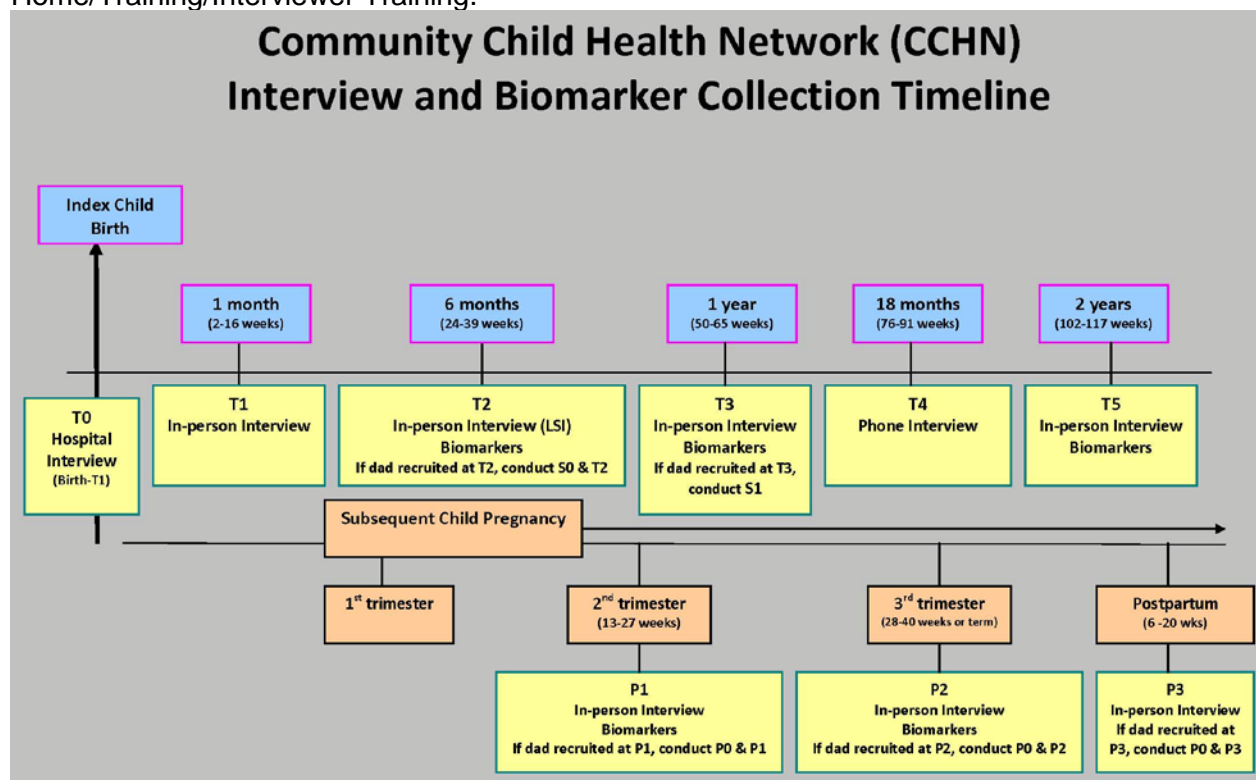 Home/Training/Interviewer Training.
Community Child Health Network (CCHN)
Interview and Biomarker Collection Timeline
Index Child
Birth
1 month
(2-16 weeks)
6 months
(24-39 weeks)
1 year
(50-65 weeks)
18 months
(76-91 weeks)
2 years
(102-117 weeks)
T0
Hospital
Interview
(Birth-T1)
T1
In-person Interview
T2
In-person Interview (LSI)
Biomarkers
If dad recruited at T2, conduct S0 & T2
T3
In-person Interview
Biomarkers
If dad recruited at T3,
conduct S1
T4
Phone Interview
T5
In-person Interview
Biomarkers
Subsequent Child Pregnancy
1st trimester
2nd trimester
(13-27 weeks)
3rd trimester
(28-40 weeks or term)
Postpartum
(6 -20 wks)
P1
In-person Interview
Biomarkers
If dad recruited at P1, conduct P0 & P1
P2
In-person Interview
Biomarkers
If dad recruited at P2, conduct P0 & P2
P3
In-person Interview
If dad recruited at
P3, conduct P0 & P3